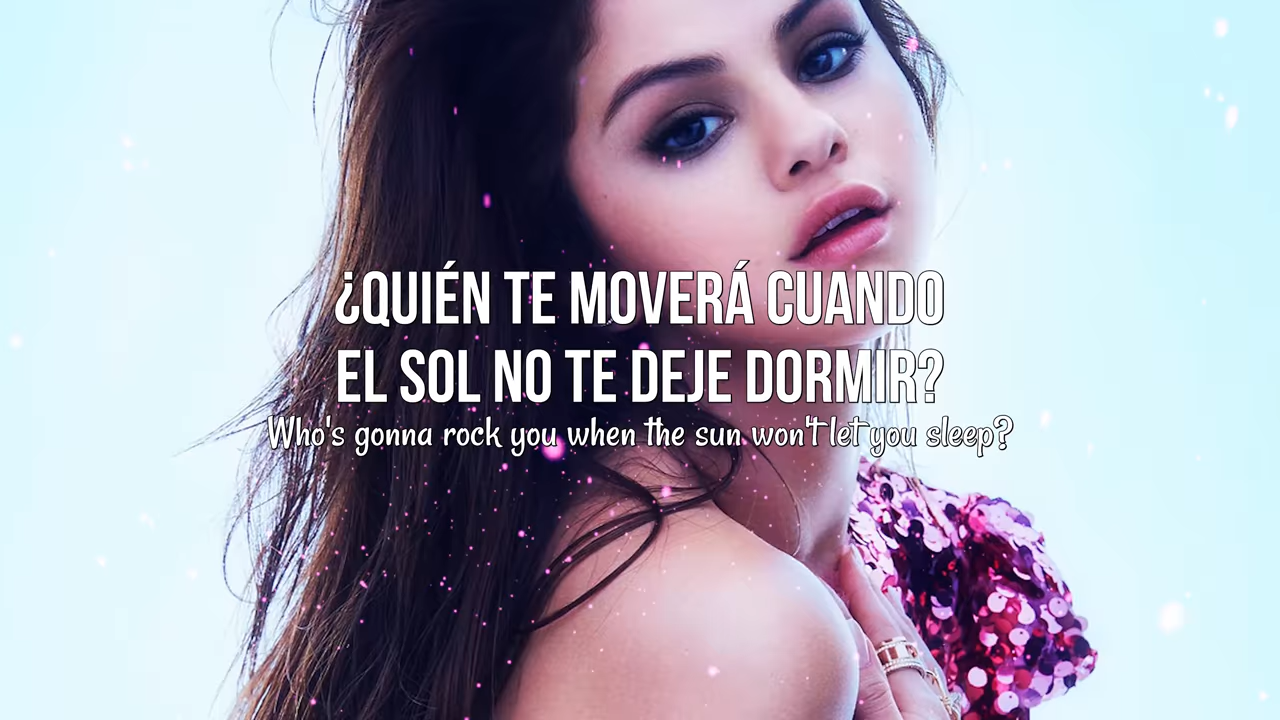 ¿QUIÉN TE MOVERÁ CUANDO
EL SOL NO TE DEJE DORMIR?
Who's gonna rock you when the sun won't let you sleep?